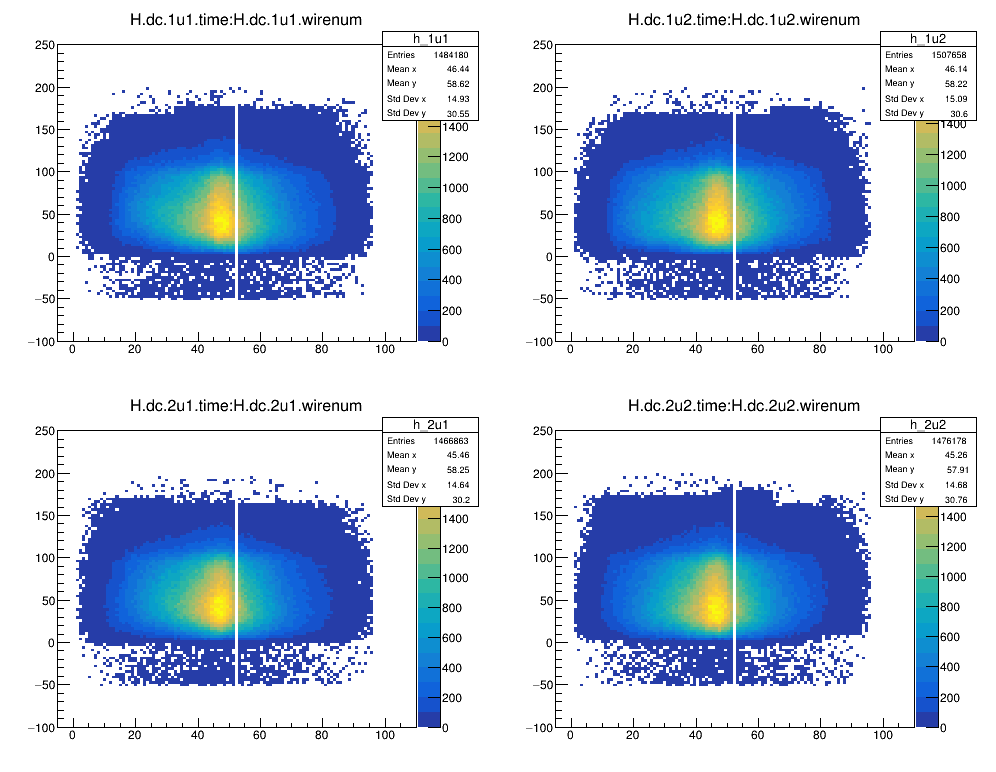 H.dc.1u1.time:H.dc.1u1.wirenum
h_1u1
Entries 1484180
Mean x 46.44
Mean y 58.62
Std Dev x 14.93
Std Dev y 30.55
250
200
150
100
50
0
−50
−100
0 20 40 60 80 100
1400
1200
1000
800
600
400
200
0
H.dc.1u2.time:H.dc.1u2.wirenum
h_1u2
Entries 1507658
Mean x 46.14
Mean y 58.22
Std Dev x 15.09
Std Dev y 30.6
250
200
150
100
50
0
−50
−100
0 20 40 60 80 100
1400
1200
1000
800
600
400
200
0
H.dc.2u1.time:H.dc.2u1.wirenum
h_2u1
Entries 1466863
Mean x 45.46
Mean y 58.25
Std Dev x 14.64
Std Dev y 30.2
250
200
150
100
50
0
−50
−100
0 20 40 60 80 100
1400
1200
1000
800
600
400
200
0
H.dc.2u2.time:H.dc.2u2.wirenum
h_2u2
Entries 1476178
Mean x 45.26
Mean y 57.91
Std Dev x 14.68
Std Dev y 30.76
250
200
150
100
50
0
−50
−100
0 20 40 60 80 100
1400
1200
1000
800
600
400
200
0